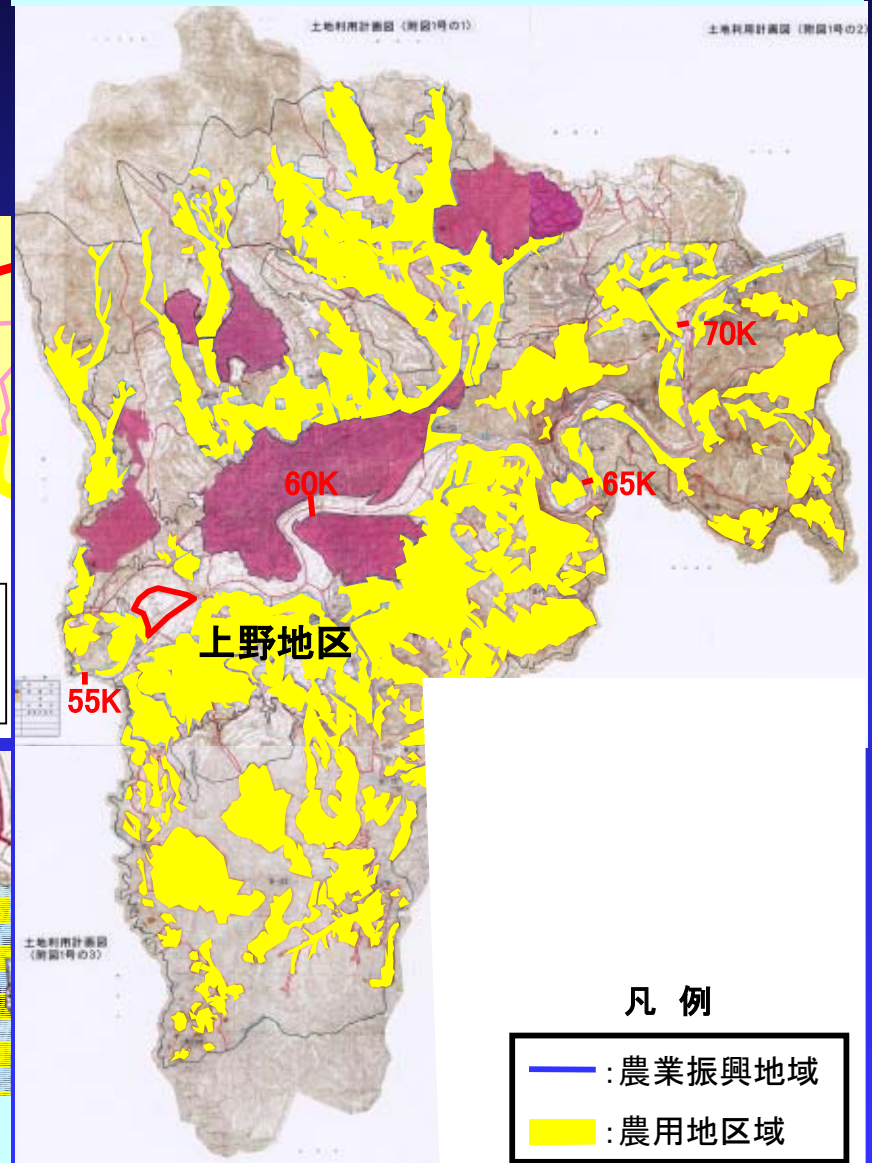 土地利用計画図(附図1号の1)
土地利用計画図(附図1号の2)
70K
60K
65K
上野地区
55K
土地利用計画図
(附図1号の3)
凡 例
:農業振興地域
:農用地区域